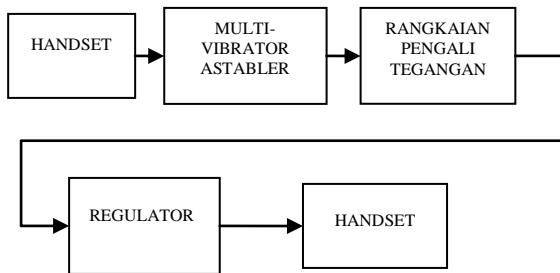 HANDSET
MULTI-
VIBRATOR
ASTABLER
RANGKAIAN
PENGALI
TEGANGAN
REGULATOR
HANDSET